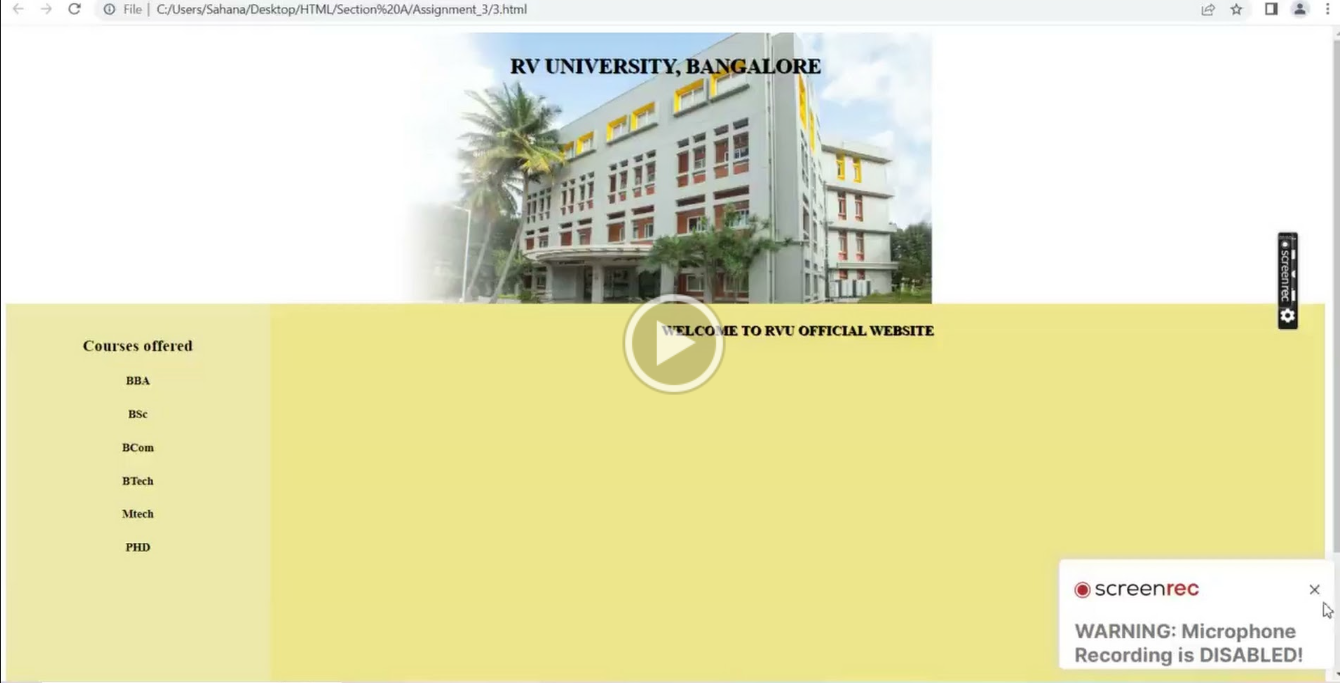 File | C:/Users/Sahana/Desktop/HTML/Section%20A/Assignment_3/3.html
RV UNIVERSITY, BANGALORE
screenrec
WELCOME TO RVU OFFICIAL WEBSITE
Courses offered
BBA
BSc
BCom
BTech
Mtech
PHD
screenrec
WARNING: Microphone
Recording is DISABLED!